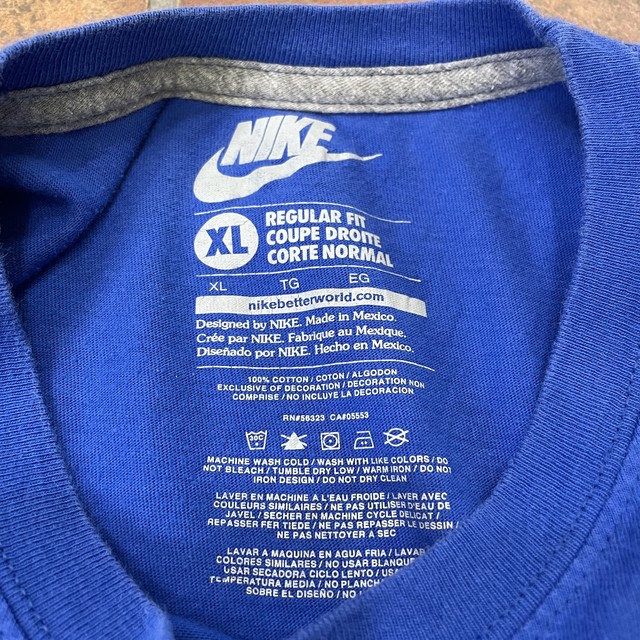 NIKE
XL
REGULAR FIT
COUPE DROITE
CORTE NORMAL
XL TG EG
nikebetterworld.com
Designed by NIKE. Made in Mexico.
Crée par NIKE. Fabrique au Mexique.
Diseñado por NIKE. Hecho en Mexico.
100% COTTON / COTON / ALGODON
EXCLUSIVE OF DECORATION / DECORATION NON
COMPRISE / NO INCLUYE LA DECORACION
RN#56323 CA#05553
30C
MACHINE WASH COLD / WASH WITH LIKE COLORS / DO
NOT BLEACH / TUMBLE DRY LOW / WARM IRON / DO NOT
IRON DESIGN / DO NOT DRY CLEAN
LAVER EN MACHINE A L'EAU FROIDE / LAVER AVEC
COULEURS SIMILAIRES / NE PAS UTILISER D'EAU DE
JAVEL / SECHER EN MACHINE CYCLE DELICAT /
REPASSER FER TIEDE / NE PAS REPASSER LE DESSIN /
NE PAS NETTOYER A SEC
LAVAR A MAQUINA EN AGUA FRIA / LAVAR
COLORES SIMILARES / NO USAR BLANQU
USAR SECADORA CICLO LENTO / USAR
TEMPERATURA MEDIA / NO PLANCH
SOBRE EL DISEÑO / NO LAV